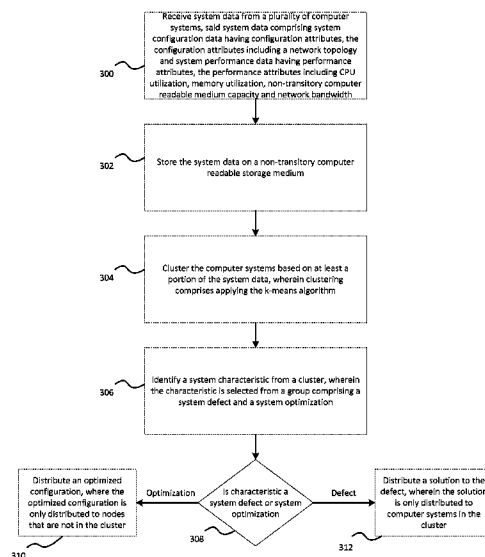 Receive system data from a plurality of computer
systems, said system data comprising system
configuration data having configuration attributes, the
configuration attributes including a network topology
and system performance data having performance
attributes, the performance attributes including CPU
utilization, memory utilization, non-transitory computer
readable medium capacity and network bandwidth
300
302
Store the system data on a non-transitory computer
readable storage medium
304
Cluster the computer systems based on at least a
portion of the system data, wherein clustering
comprises applying the k-means algorithm
306
Identify a system characteristic from a cluster, wherein
the characteristic is selected from a group comprising a
system defect and a system optimization
Distribute an optimized
configuration, where the
optimized configuration is
only distributed to nodes
that are not in the cluster
310
Optimization
Is characteristic a
system defect or system
optimization
308
Defect
Distribute a solution to the
defect, wherein the solution
is only distributed to
computer systems in the
cluster
312